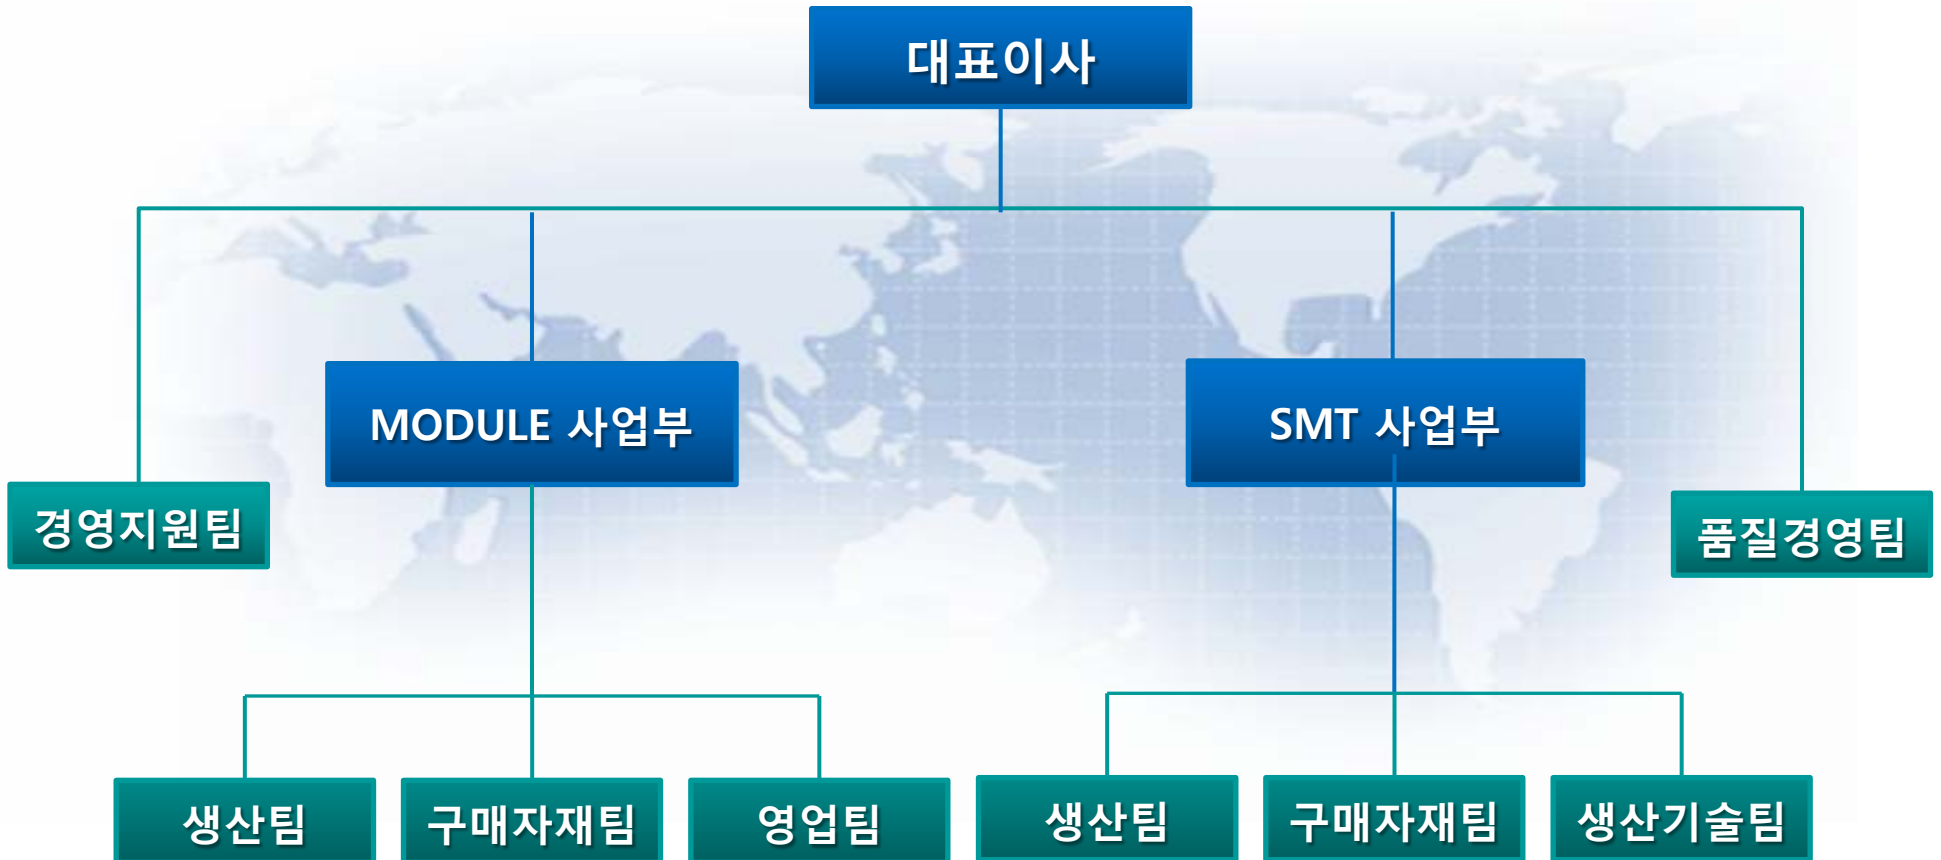 대표이사
MODULE 사업부
SMT 사업부
경영지원팀
품질경영팀
생산팀
구매자재팀
영업팀
생산팀
구매자재팀
생산기술팀